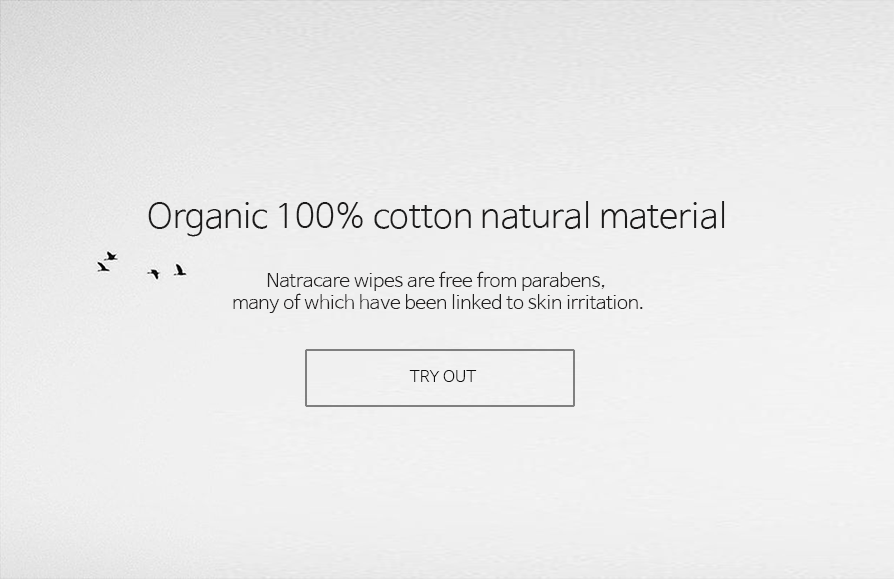 Organic 100% cotton natural material
Natracare wipes are free from parabens,
many of which have been linked to skin irritation.
TRY OUT